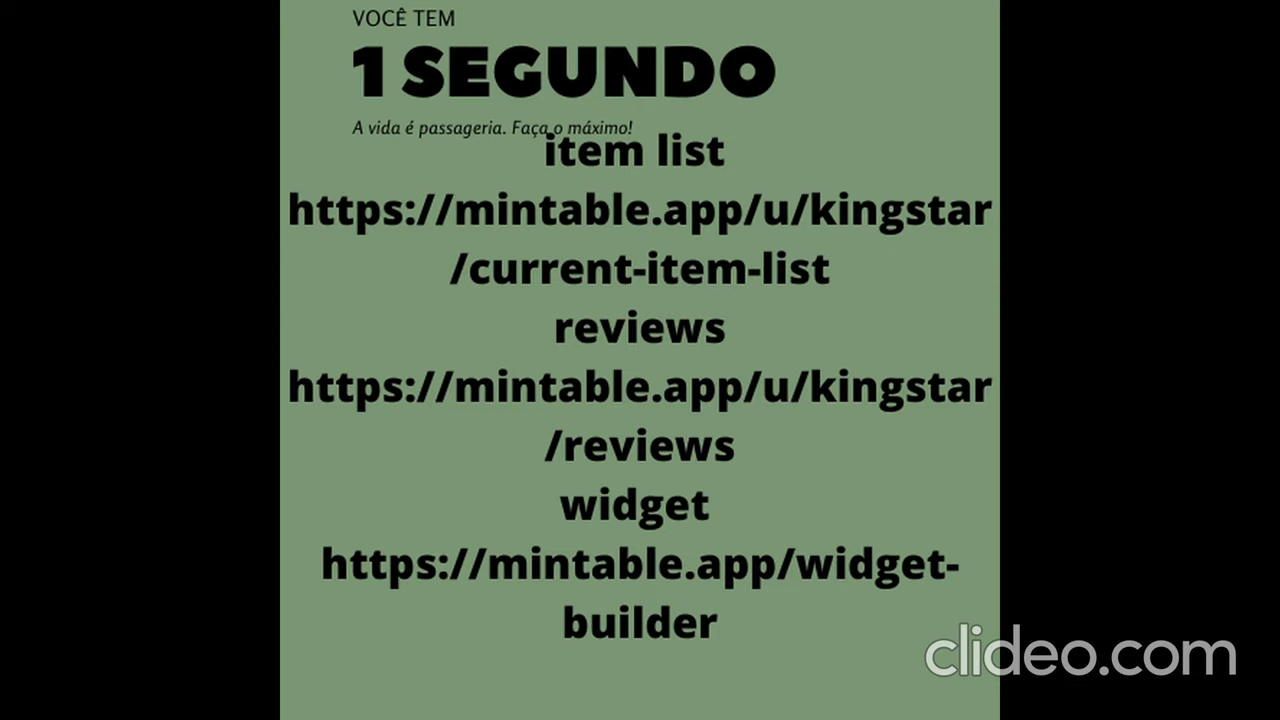 VOCÊ TEM
1 SEGUNDO
A vida é passageria. Faça o máximo!
item list
https://mintable.app/u/kingstar
/current-item-list
reviews
https://mintable.app/u/kingstar
/reviews
widget
https://mintable.app/widget-
builder
clideo.com